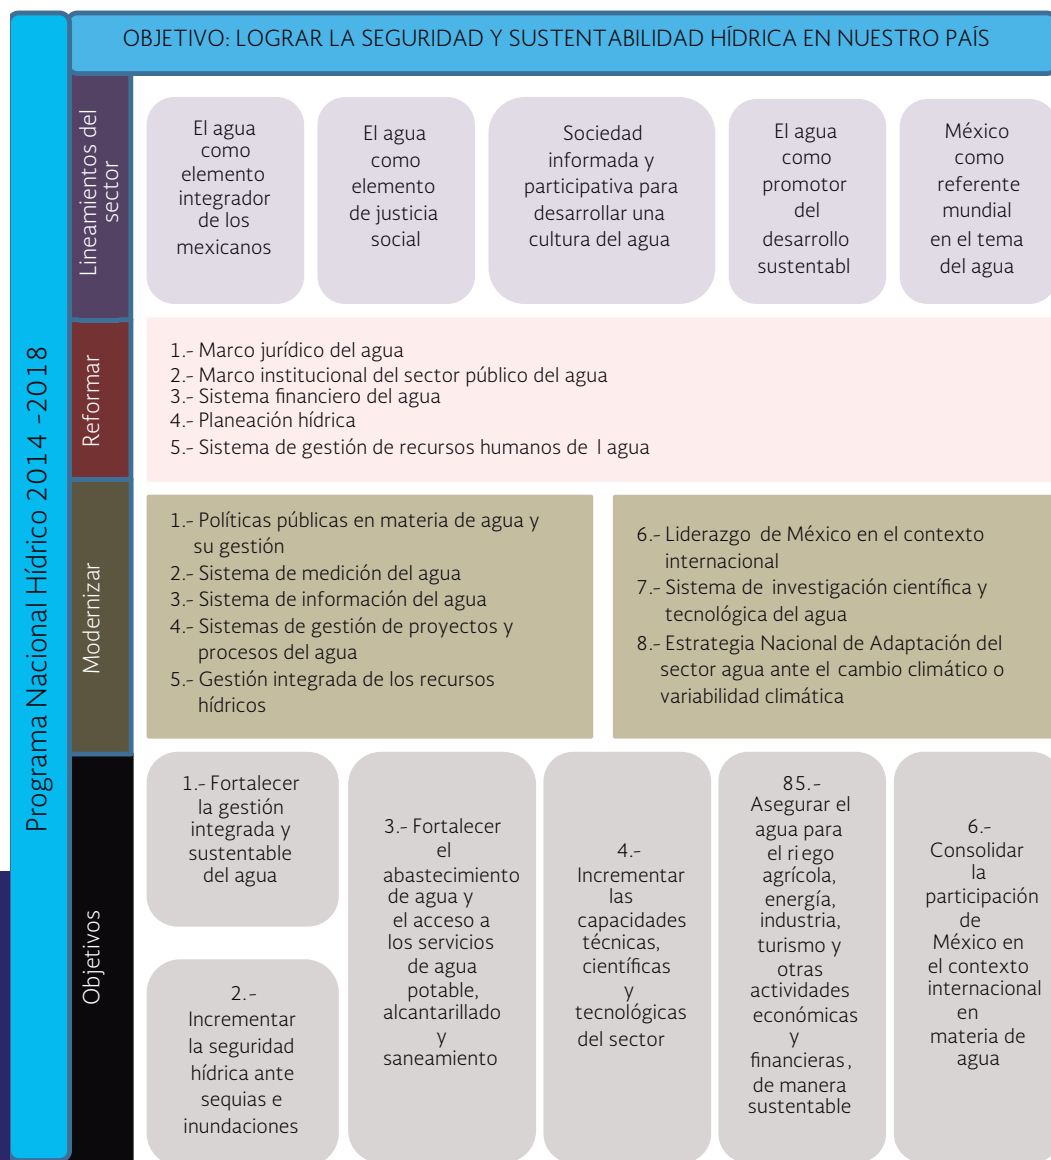 OBJETIVO: LOGRAR LA SEGURIDAD Y SUSTENTABILIDAD HÍDRICA EN NUESTRO PAÍS
Programa Nacional Hídrico 2014 -2018
Lineamientos del
sector
El agua
como
elemento
integrador
de los
mexicanos
El agua
como
elemento
de justicia
social
Sociedad
informada y
participativa para
desarrollar una
cultura del agua
El agua
como
promotor
del
desarrollo
sustentabl
México
como
referente
mundial
en el tema
del agua
Reformar
1.- Marco jurídico del agua
2.- Marco institucional del sector público del agua
3.- Sistema financiero del agua
4.- Planeación hídrica
5.- Sistema de gestión de recursos humanos de l agua
Modernizar
1.- Políticas públicas en materia de agua y
su gestión
2.- Sistema de medición del agua
3.- Sistema de información del agua
4.- Sistemas de gestión de proyectos y
procesos del agua
5.- Gestión integrada de los recursos
hídricos
6.- Liderazgo de México en el contexto
internacional
7.- Sistema de investigación científica y
tecnológica del agua
8.- Estrategia Nacional de Adaptación del
sector agua ante el cambio climático o
variabilidad climática
Objetivos
1.- Fortalecer
la gestión
integrada y
sustentable
del agua
2.-
Incrementar
la seguridad
hídrica ante
sequias e
inundaciones
3.- Fortalecer
el
abastecimiento
de agua y
el acceso a
los servicios
de agua
potable,
alcantarillado
y
saneamiento
4.-
Incrementar
las
capacidades
técnicas,
científicas
y
tecnológicas
del sector
85.-
Asegurar el
agua para
el riego
agrícola,
energía,
industria,
turismo y
otras
actividades
económicas
y
financieras,
de manera
sustentable
6.-
Consolidar
la
participación
de
México en
el contexto
internacional
en
materia de
agua